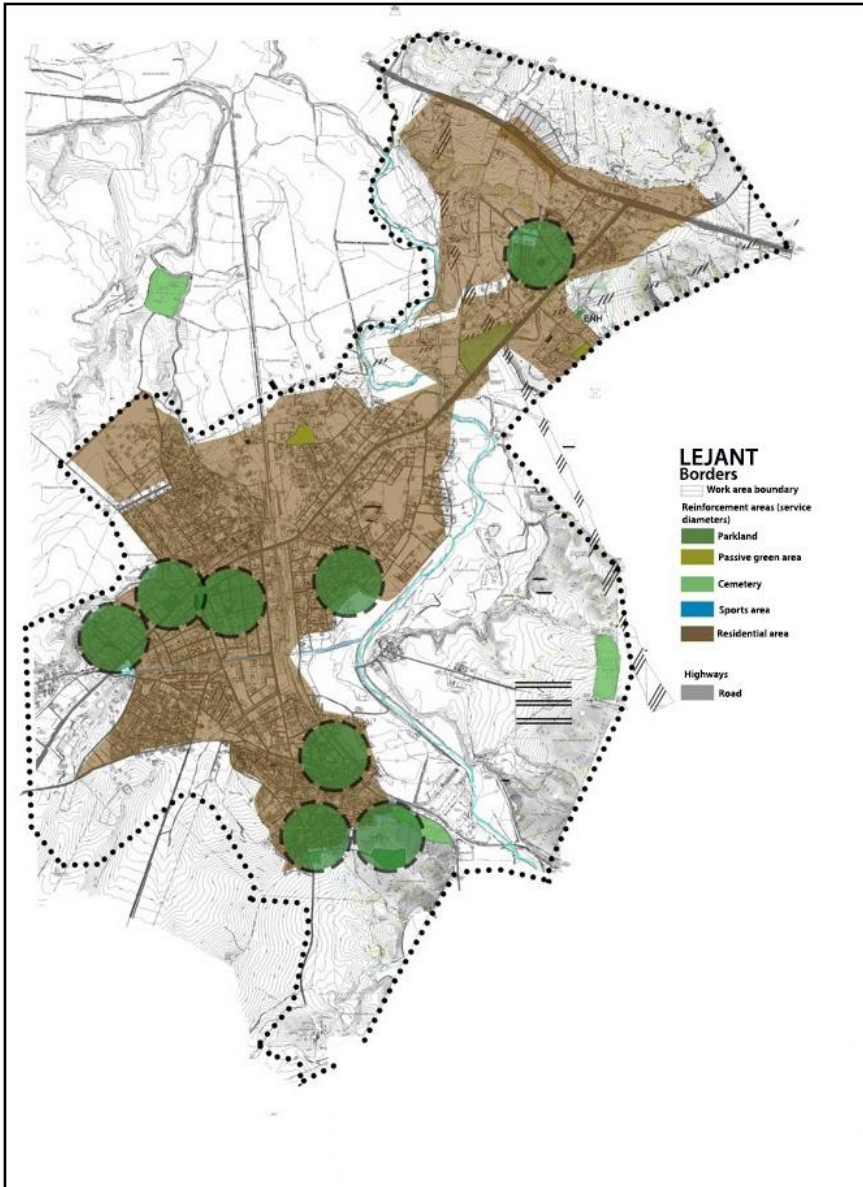 ENH
LEJANT
Borders
Work area boundary
Reinforcement areas (service
diameters)
Parkland
Passive green area
Cemetery
Sports area
Residential area
Highways
Road